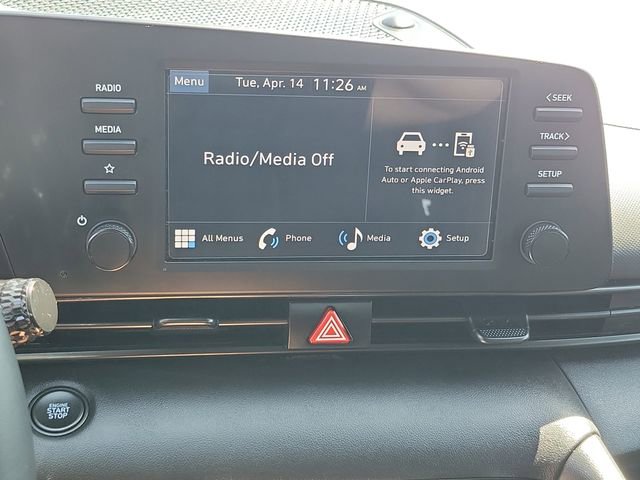 RADIO
MEDIA
Menu
Tue, Apr. 14 11:26 AM
Radio/Media Off
To start connecting Android
Auto or Apple CarPlay, press
this widget.
All Menus
Phone
Media
Setup
<SEEK
TRACK>
SETUP
ENGINE
START
STOP